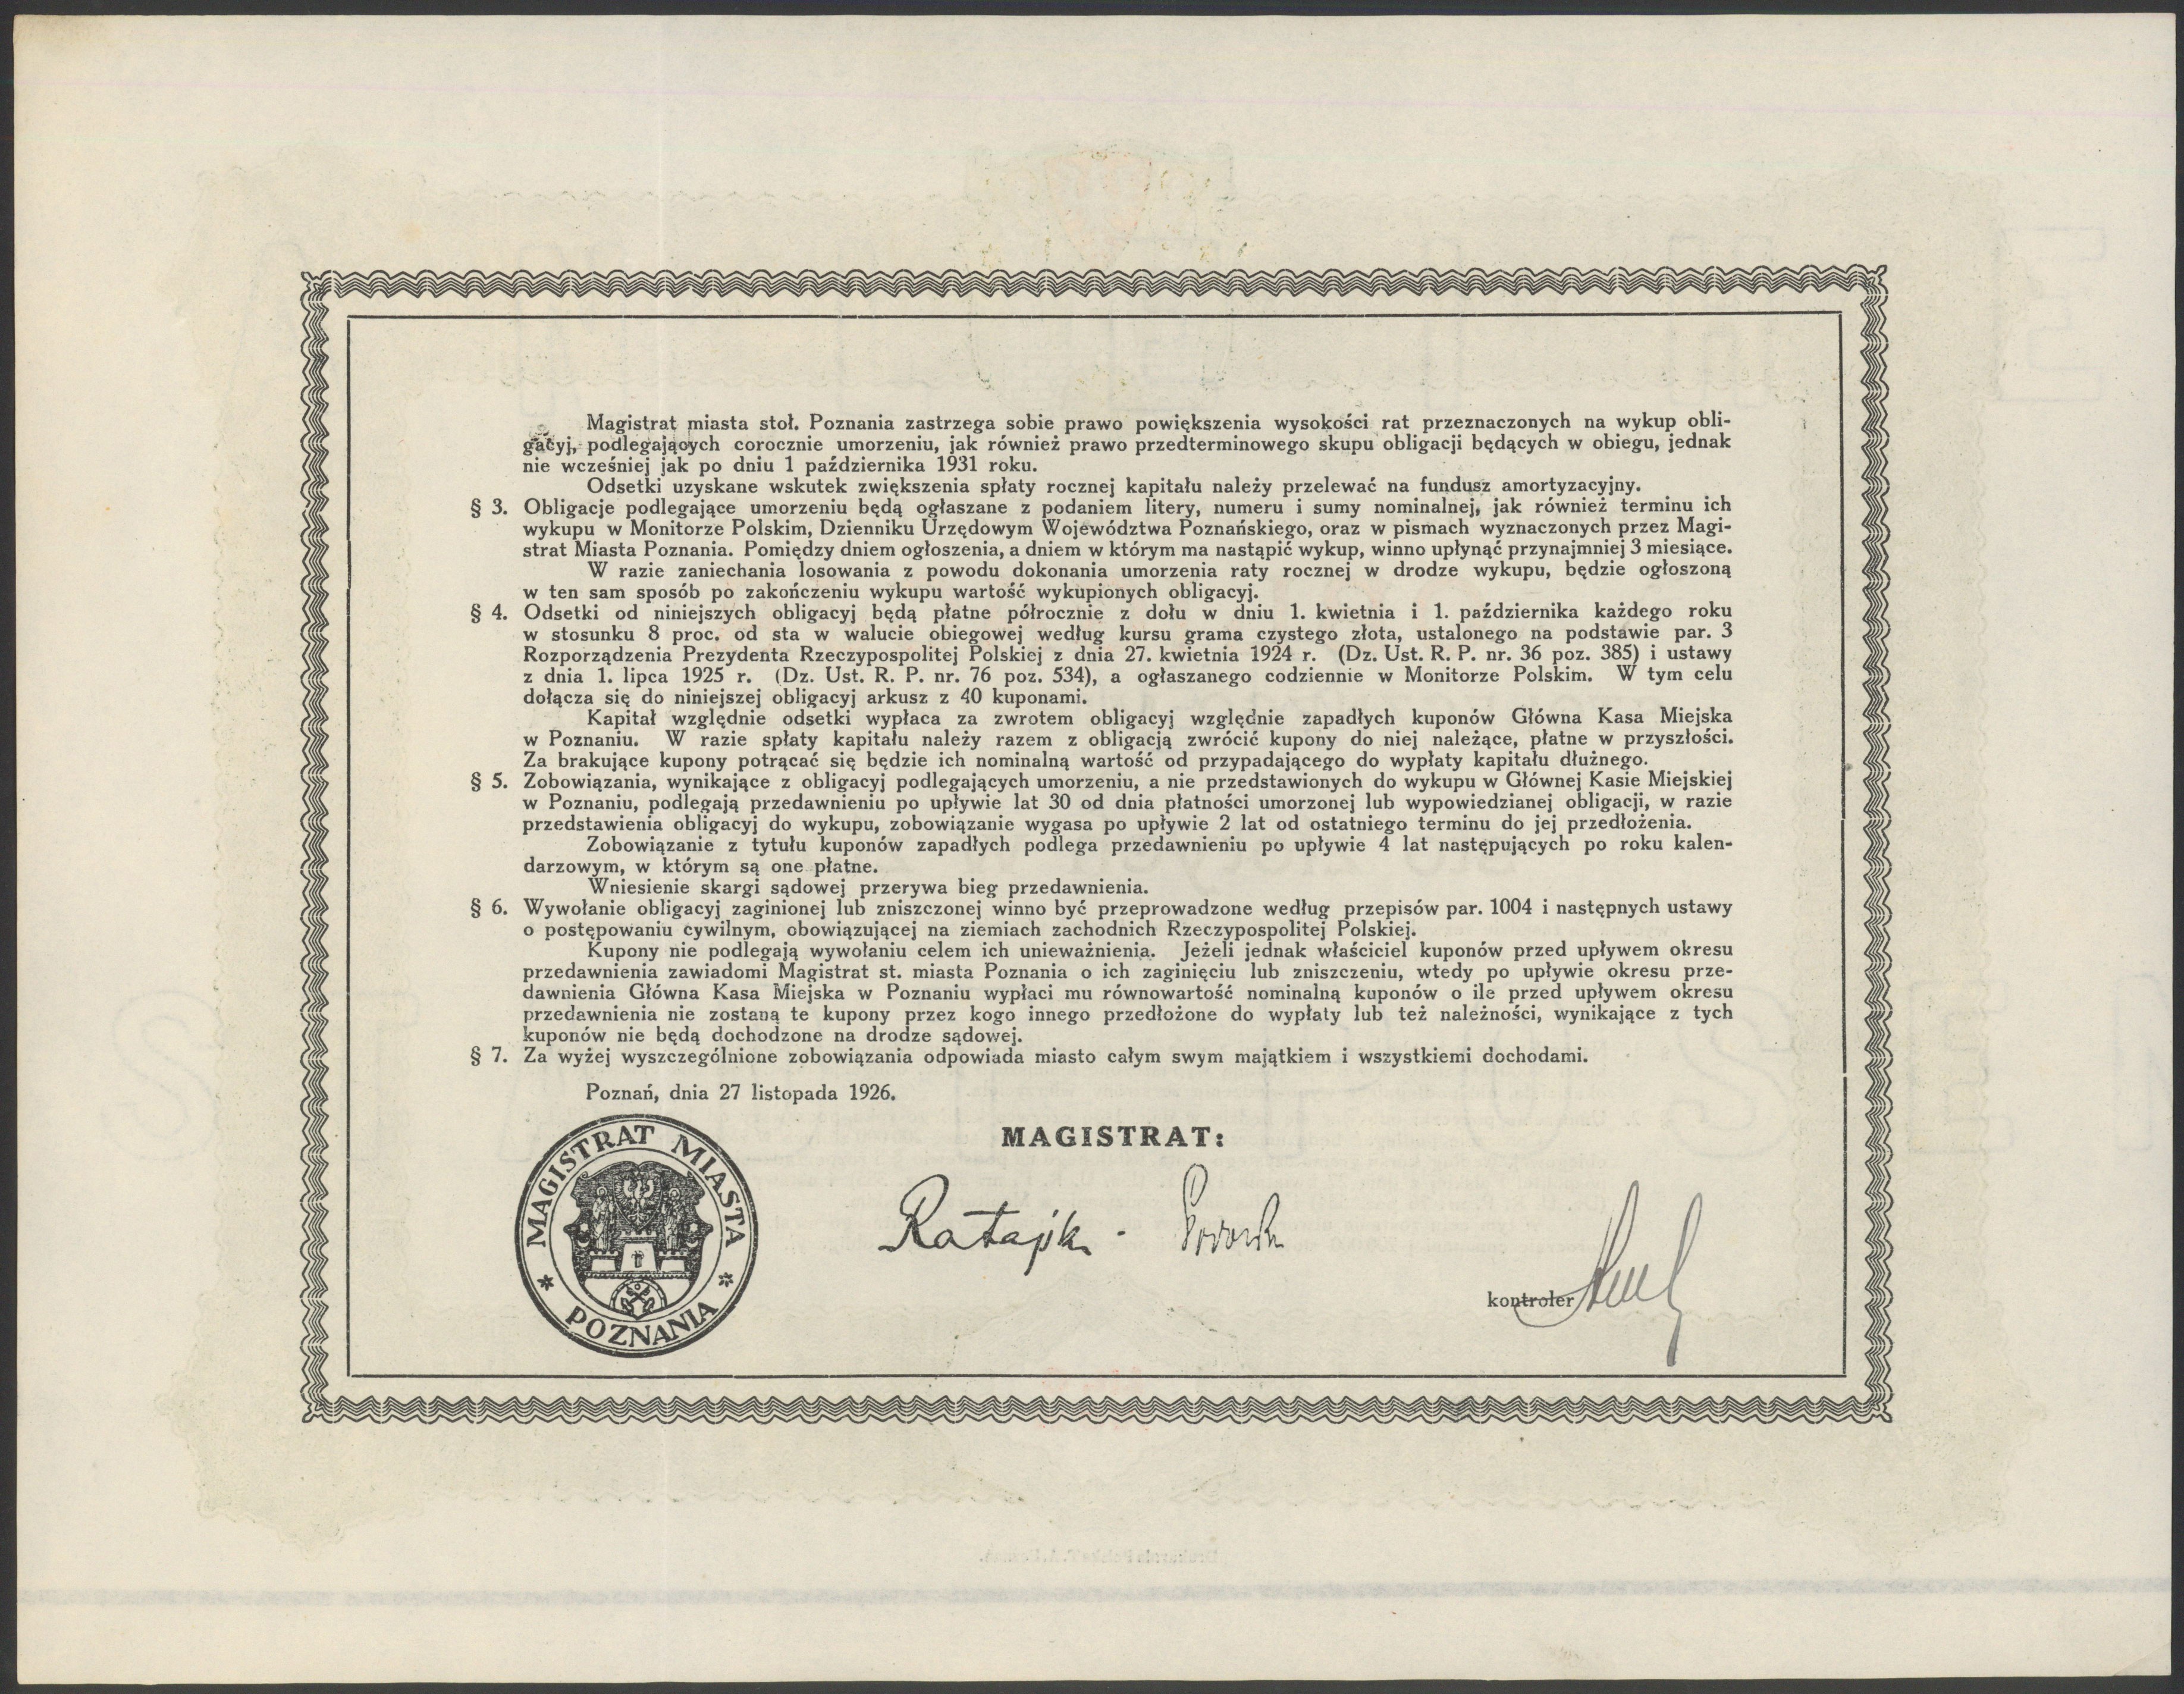 Magistrat miasta stoł. Poznania zastrzega sobie prawo powiększenia wysokości rat przeznaczonych na wykup obli-
gacyj, podlegających corocznie umorzeniu, jak również prawo przedterminowego skupu obligacji będących w obiegu, jednak
nie wcześniej jak po dniu 1 października 1931 roku.
Odsetki uzyskane wskutek zwiększenia spłaty rocznej kapitału należy przelewać na fundusz amortyzacyjny.
§ 3. Obligacje podlegające umorzeniu będą ogłaszane z podaniem litery, numeru i sumy nominalnej, jak również terminu ich
wykupu w Monitorze Polskim, Dzienniku Urzędowym Województwa Poznańskiego, oraz w pismach wyznaczonych przez Magi-
strat Miasta Poznania. Pomiędzy dniem ogłoszenia, a dniem w którym ma nastąpić wykup, winno upłynąć przynajmniej 3 miesiące.
W razie zaniechania losowania z powodu dokonania umorzenia raty rocznej w drodze wykupu, będzie ogłoszoną
w ten sam sposób po zakończeniu wykupu wartość wykupionych obligacyj.
§ 4. Odsetki od niniejszych obligacyj będą płatne półrocznie z dołu w dniu 1. kwietnia i 1. października każdego roku
w stosunku 8 proc. od sta w walucie obiegowej według kursu grama czystego złota, ustalonego na podstawie par. 3
Rozporządzenia Prezydenta Rzeczypospolitej Polskiej z dnia 27. kwietnia 1924 r. (Dz. Ust. R. P. nr. 36 poz. 385) i ustawy
z dnia 1. lipca 1925 r. (Dz. Ust. R. P. nr. 76 poz. 534), a ogłaszanego codziennie w Monitorze Polskim. W tym celu
dołącza się do niniejszej obligacyj arkusz z 40 kuponami.
Kapitał względnie odsetki wypłaca za zwrotem obligacyj względnie zapadłych kuponów Główna Kasa Miejska
w Poznaniu. W razie spłaty kapitału należy razem z obligacją zwrócić kupony do niej należące, płatne w przyszłości.
Za brakujące kupony potrącać się będzie ich nominalną wartość od przypadającego do wypłaty kapitału dłużnego.
§ 5. Zobowiązania, wynikające z obligacyj podlegających umorzeniu, a nie przedstawionych do wykupu w Głównej Kasie Miejskiej
w Poznaniu, podlegają przedawnieniu po upływie lat 30 od dnia płatności umorzonej lub wypowiedzianej obligacji, w razie
przedstawienia obligacyj do wykupu, zobowiązanie wygasa po upływie 2 lat od ostatniego terminu do jej przedłożenia.
Zobowiązanie z tytułu kuponów zapadłych podlega przedawnieniu po upływie 4 lat następujących po roku kalen-
darzowym, w którym są one płatne.
Wniesienie skargi sądowej przerywa bieg przedawnienia.
§ 6. Wywołanie obligacyj zaginionej lub zniszczonej winno być przeprowadzone według przepisów par. 1004 i następnych ustawy
o postępowaniu cywilnym, obowiązującej na ziemiach zachodnich Rzeczypospolitej Polskiej.
Kupony nie podlegają wywołaniu celem ich unieważnienia. Jeżeli jednak właściciel kuponów przed upływem okresu
przedawnienia zawiadomi Magistrat st. miasta Poznania o ich zaginięciu lub zniszczeniu, wtedy po upływie okresu prze-
dawnienia Główna Kasa Miejska w Poznaniu wypłaci mu równowartość nominalną kuponów o ile przed upływem okresu
przedawnienia nie zostaną te kupony przez kogo innego przedłożone do wypłaty lub też należności, wynikające z tych
kuponów nie będą dochodzone na drodze sądowej.
§ 7. Za wyżej wyszczególnione zobowiązania odpowiada miasto całym swym majątkiem i wszystkiemi dochodami.
Poznań, dnia 27 listopada 1926.
MAGISTRAT:
MAGISTRAT MIASTA
POZNANIA
Ratajski
kontroler